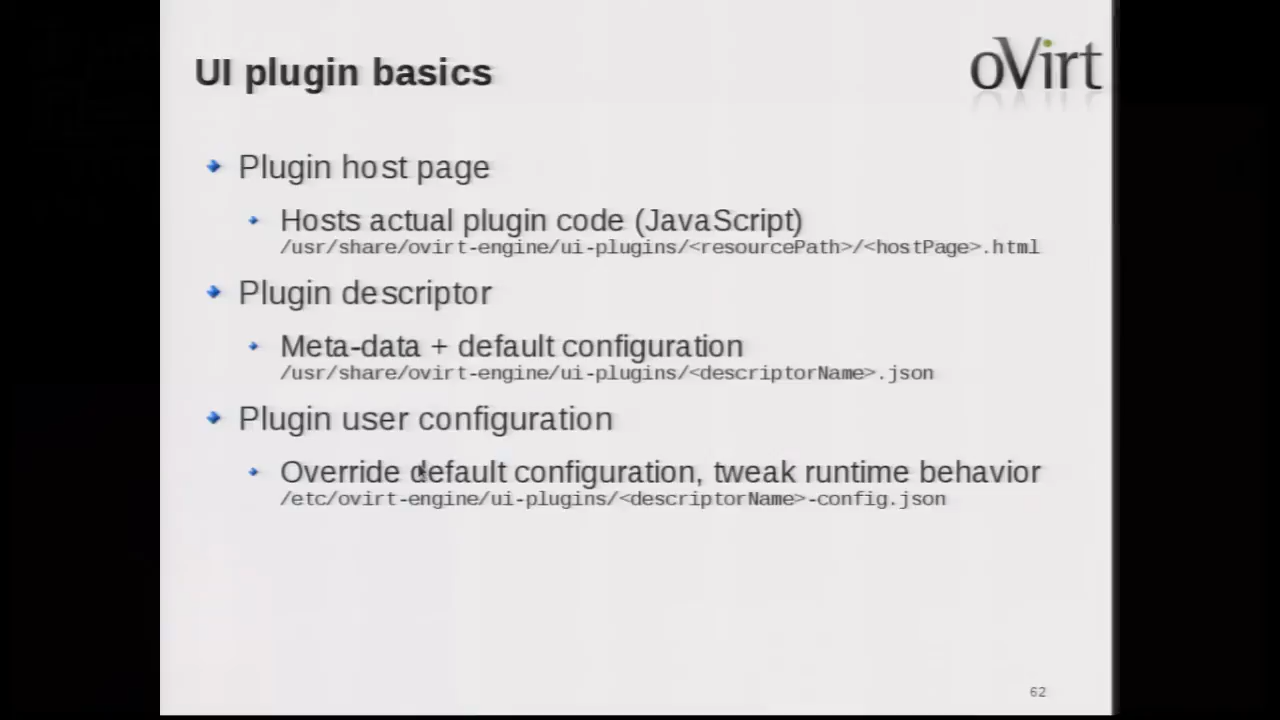 UI plugin basics
oVirt
Plugin host page
Hosts actual plugin code (JavaScript)
/usr/share/ovirt-engine/ui-plugins/<resourcePath>/<hostPage>.html
Plugin descriptor
Meta-data + default configuration
/usr/share/ovirt-engine/ui-plugins/<descriptorName>.json
Plugin user configuration
Override default configuration, tweak runtime behavior
/etc/ovirt-engine/ui-plugins/<descriptorName>-config.json
62